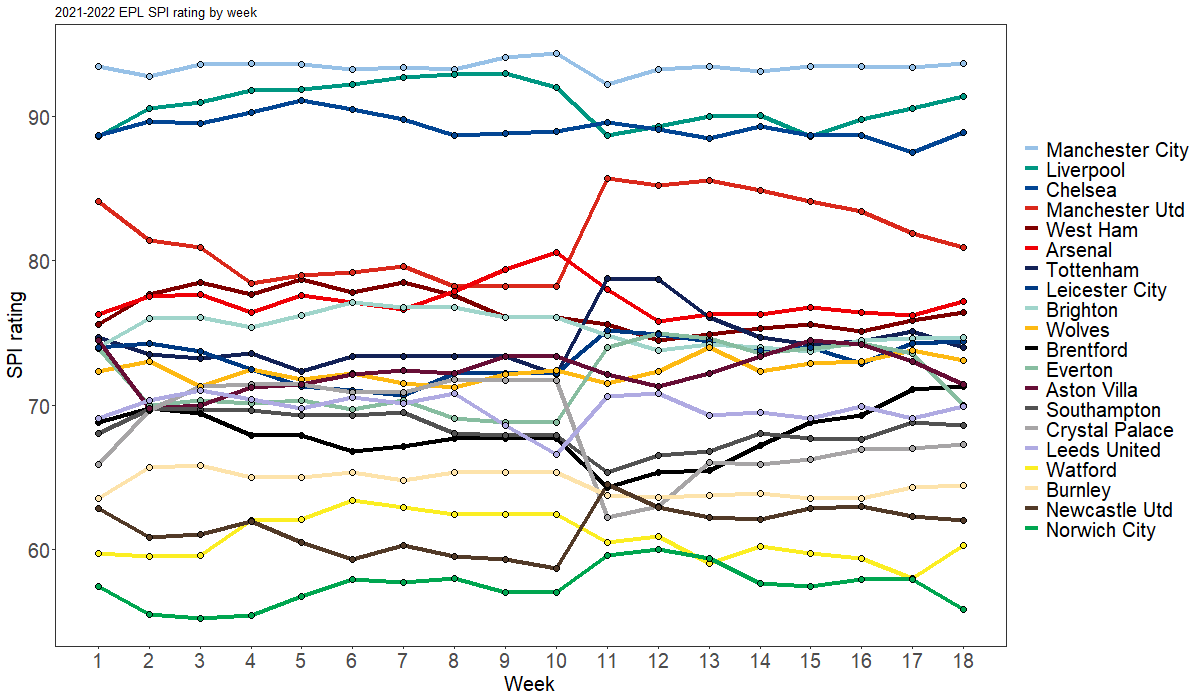 2021-2022 EPL SPI rating by week
SPI rating
90
80
70
60
1 2 3 4 5 6 7 8 9 10 11 12 13 14 15 16 17 18
Week
Manchester City
Liverpool
Chelsea
Manchester Utd
West Ham
Arsenal
Tottenham
Leicester City
Brighton
Wolves
Brentford
Everton
Aston Villa
Southampton
Crystal Palace
Leeds United
Watford
Burnley
Newcastle Utd
Norwich City